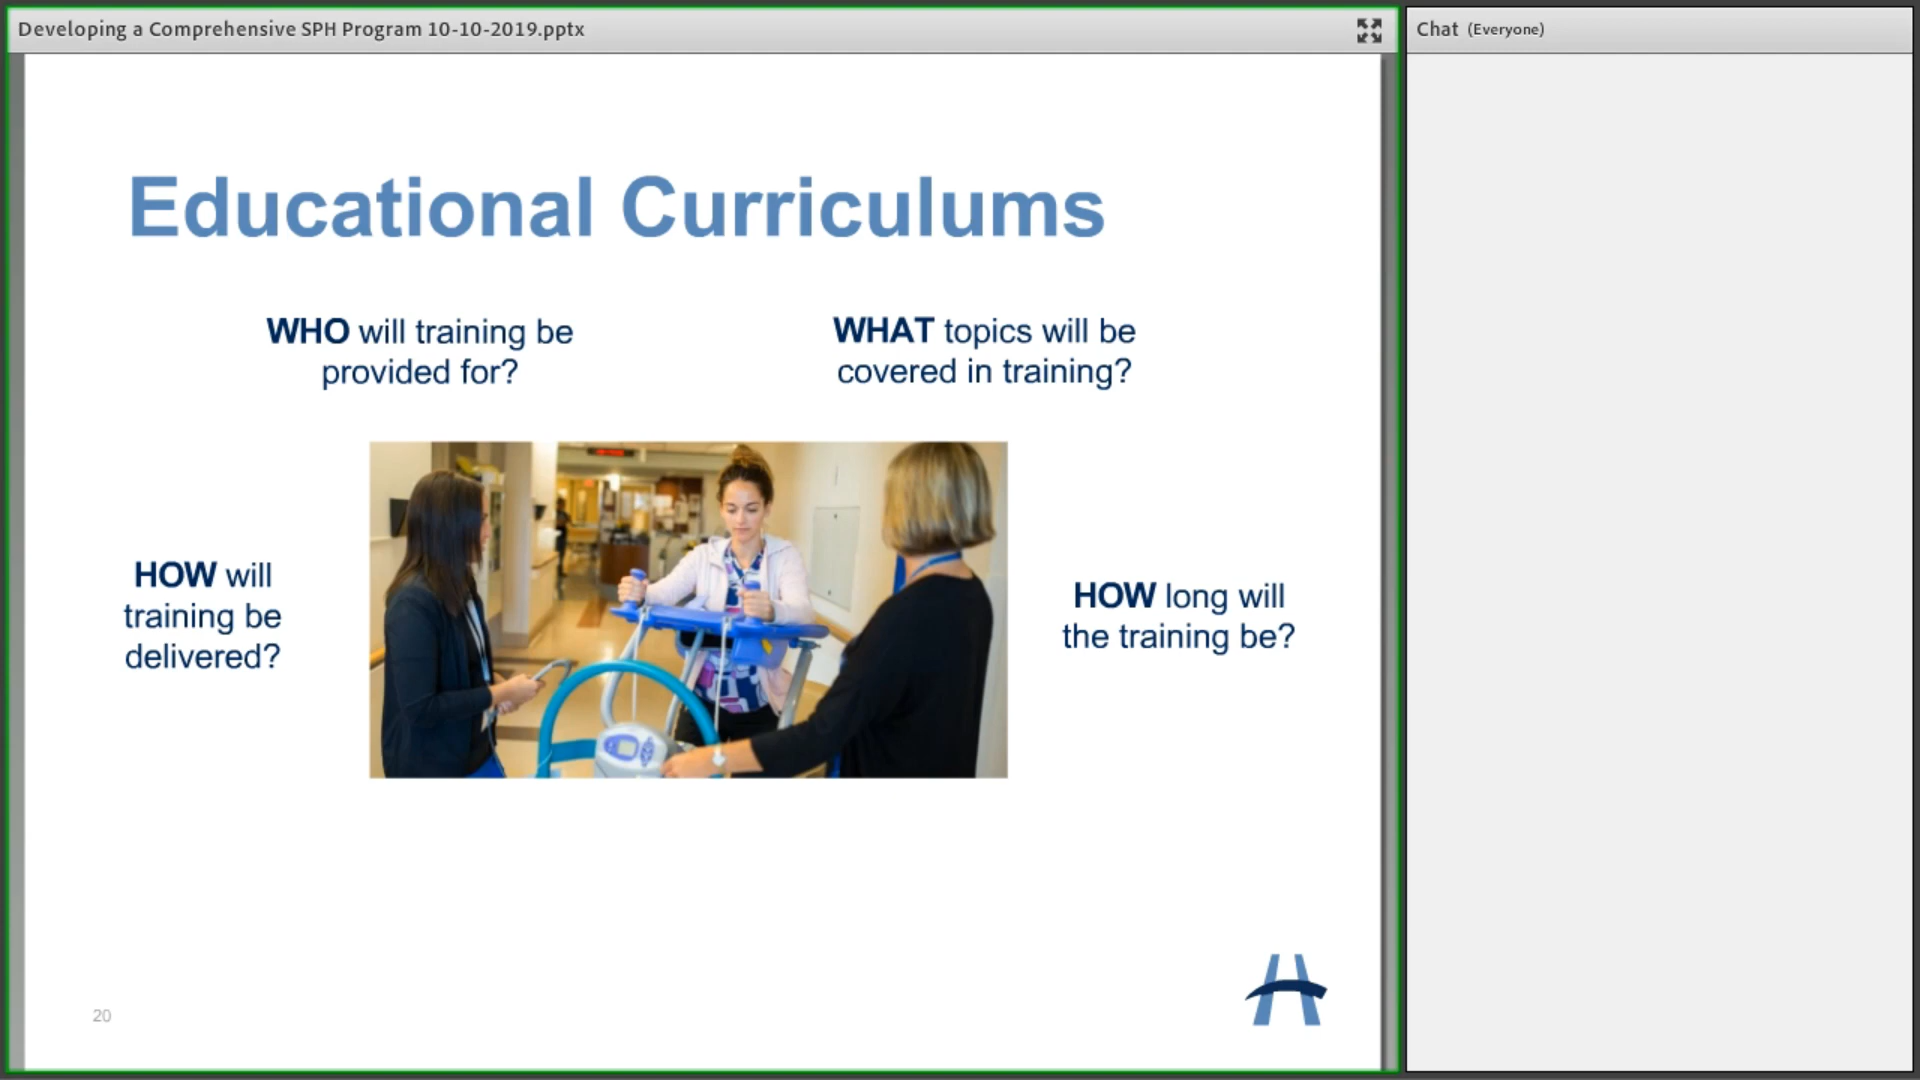 Developing a Comprehensive SPH Program 10-10-2019.pptx
Chat (Everyone)
Educational Curriculums
WHO will training be
provided for?
WHAT topics will be
covered in training?
HOW will
training be
delivered?
HOW long will
the training be?
20